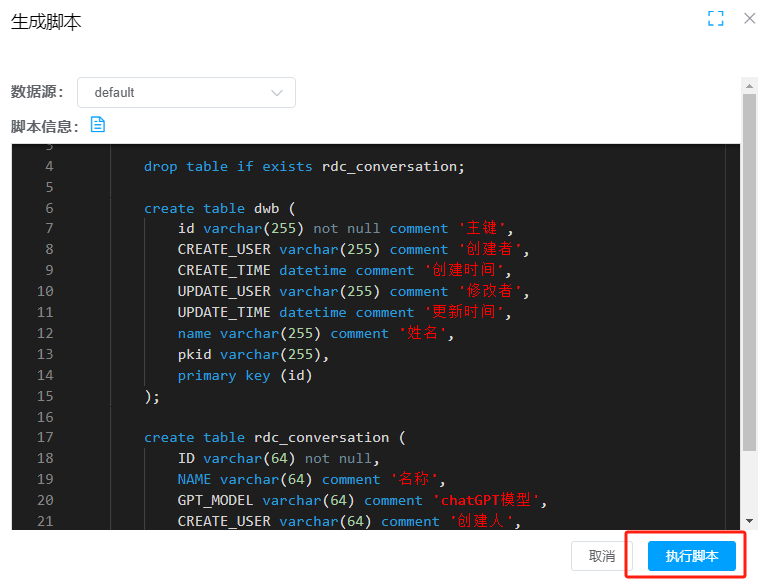 生成脚本
数据源： default
脚本信息：
3
4 drop table if exists rdc_conversation;
5
6 create table dwb (
7 id varchar(255) not null comment '主键',
8 CREATE_USER varchar(255) comment '创建者',
9 CREATE_TIME datetime comment '创建时间',
10 UPDATE_USER varchar(255) comment '修改者',
11 UPDATE_TIME datetime comment '更新时间',
12 name varchar(255) comment '姓名',
13 pkid varchar(255),
14 primary key (id)
15 );
16
17 create table rdc_conversation (
18 ID varchar(64) not null,
19 NAME varchar(64) comment '名称',
20 GPT_MODEL varchar(64) comment 'chatGPT模型',
21 CREATE_USER varchar(64) comment '创建人',
取消 执行脚本